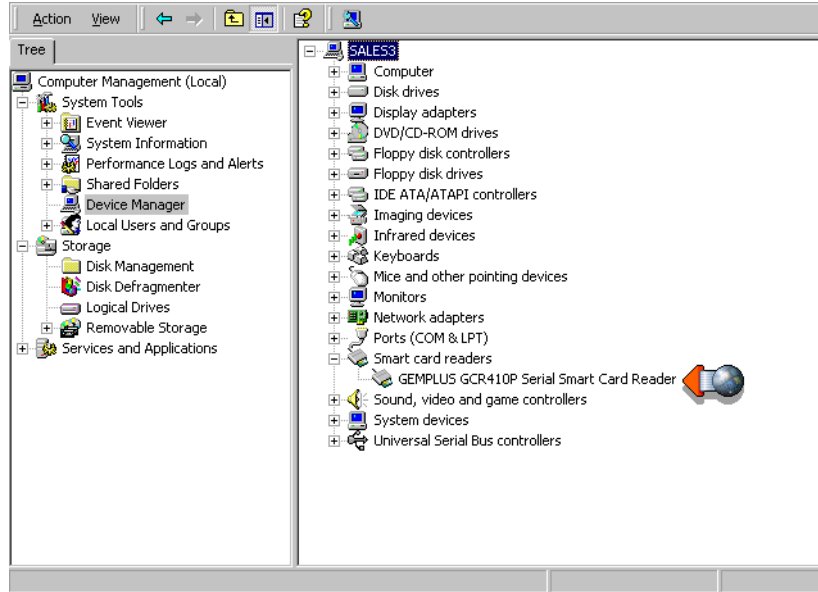 Action View
Tree
Computer Management (Local)
System Tools
Event Viewer
System Information
Performance Logs and Alerts
Shared Folders
Device Manager
Local Users and Groups
Storage
Disk Management
Disk Defragmenter
Logical Drives
Removable Storage
Services and Applications
SALES3
Computer
Disk drives
Display adapters
DVD/CD-ROM drives
Floppy disk controllers
Floppy disk drives
IDE ATA/ATAPI controllers
Imaging devices
Infrared devices
Keyboards
Mice and other pointing devices
Monitors
Network adapters
Ports (COM & LPT)
Smart card readers
GEMPLUS GCR410P Serial Smart Card Reader
Sound, video and game controllers
System devices
Universal Serial Bus controllers